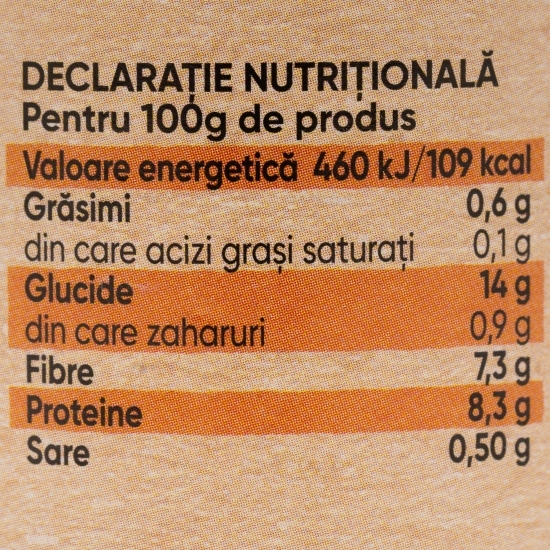 DECLARAȚIE NUTRIȚIONALĂ
Pentru 100g de produs
Valoare energetică 460 kJ/109 kcal
Grăsimi 0,6 g
din care acizi grași saturați 0,1 g
Glucide 14 g
din care zaharuri 0,9 g
Fibre 7,3 g
Proteine 8,3 g
Sare 0,50 g